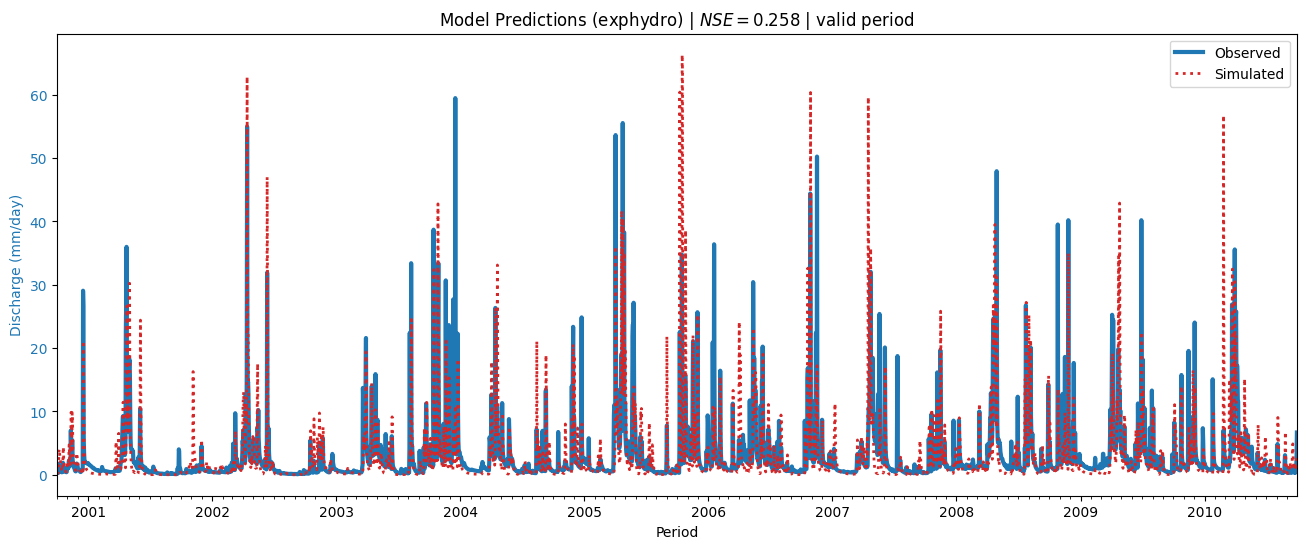 Model Predictions (exphydro) | NSE = 0.258 | valid period
Observed
Simulated
Discharge (mm/day)
60
50
40
30
20
10
0
2001 2002 2003 2004 2005 2006 2007 2008 2009 2010
Period